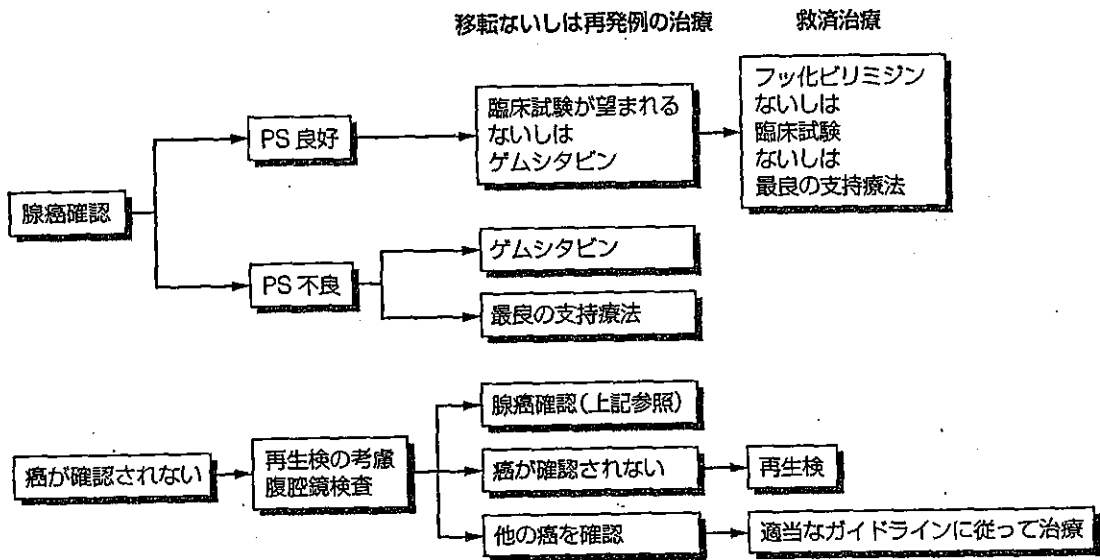 移転ないしは再発例の治療
救済治療
腺癌確認
PS 良好
臨床試験が望まれる
ないしは
ゲムシタビン
フッ化ビリミジン
ないしは
臨床試験
ないしは
最良の支持療法
PS 不良
ゲムシタビン
最良の支持療法
癌が確認されない
再生検の考慮
腹腔鏡検査
腺癌確認(上記参照)
癌が確認されない
再生検
他の癌を確認
適当なガイドラインに従って治療